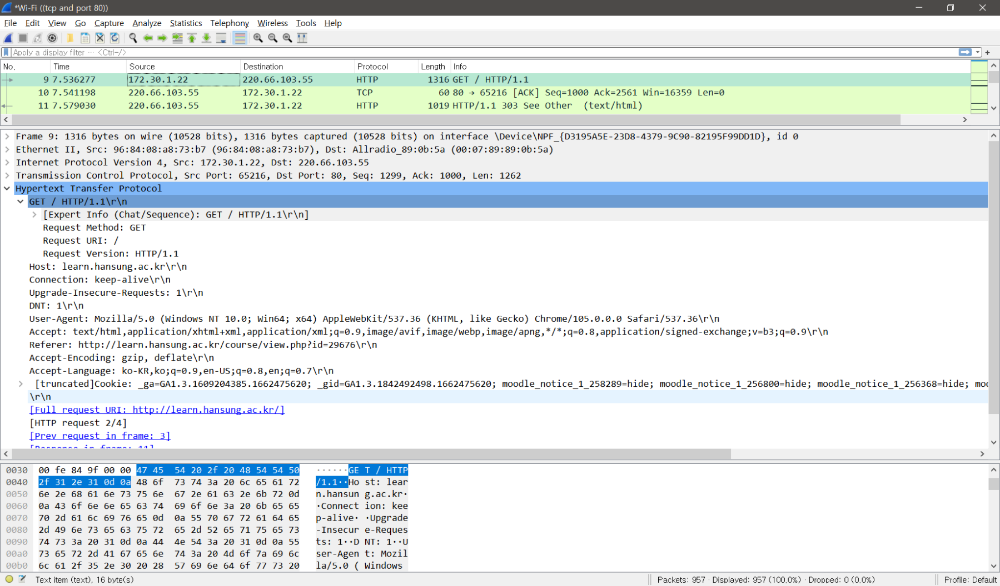 *Wi-Fi ((tcp and port 80))
File Edit View Go Capture Analyze Statistics Telephony Wireless Tools Help
Apply a display filter ... <Ctrl-/>
No. Time Source Destination Protocol Length Info
9 7.536277 172.30.1.22 220.66.103.55 HTTP 1316 GET / HTTP/1.1
10 7.541198 220.66.103.55 172.30.1.22 TCP 60 80 → 65216 [ACK] Seq=1000 Ack=2561 Win=16359 Len=0
11 7.579030 220.66.103.55 172.30.1.22 HTTP 1019 HTTP/1.1 303 See Other  (text/html)
Frame 9: 1316 bytes on wire (10528 bits), 1316 bytes captured (10528 bits) on interface \Device\NPF_{D3195A5E-23D8-4379-9C90-82195F99DD1D}, id 0
Ethernet II, Src: 96:84:08:a8:73:b7 (96:84:08:a8:73:b7), Dst: Allradio_89:0b:5a (00:07:89:89:0b:5a)
Internet Protocol Version 4, Src: 172.30.1.22, Dst: 220.66.103.55
Transmission Control Protocol, Src Port: 65216, Dst Port: 80, Seq: 1299, Ack: 1000, Len: 1262
Hypertext Transfer Protocol
GET / HTTP/1.1\r\n
[Expert Info (Chat/Sequence): GET / HTTP/1.1\r\n]
Request Method: GET
Request URI: /
Request Version: HTTP/1.1
Host: learn.hansung.ac.kr\r\n
Connection: keep-alive\r\n
Upgrade-Insecure-Requests: 1\r\n
DNT: 1\r\n
User-Agent: Mozilla/5.0 (Windows NT 10.0; Win64; x64) AppleWebKit/537.36 (KHTML, like Gecko) Chrome/105.0.0.0 Safari/537.36\r\n
Accept: text/html,application/xhtml+xml,application/xml;q=0.9,image/avif,image/webp,image/apng,*/*;q=0.8,application/signed-exchange;v=b3;q=0.9\r\n
Referer: http://learn.hansung.ac.kr/course/view.php?id=29676\r\n
Accept-Encoding: gzip, deflate\r\n
Accept-Language: ko-KR,ko;q=0.9,en-US;q=0.8,en;q=0.7\r\n
[truncated]Cookie: _ga=GA1.3.1609204385.1662475620; _gid=GA1.3.1842492498.1662475620; moodle_notice_1_258289=hide; moodle_notice_1_256800=hide; moodle_notice_1_256368=hide; moo
\r\n
[Full request URI: http://learn.hansung.ac.kr/]
[HTTP request 2/4]
[Prev request in frame: 3]
[Response in frame: 11]
0030 00 fe 84 9f 00 00 47 45 54 20 2f 20 48 54 54 50 ······GE T / HTTP
0040 2f 31 2e 31 0d 0a 48 6f 73 74 3a 20 6c 65 61 72 /1.1··Ho st: lear
0050 6e 2e 68 61 6e 73 75 6e 67 2e 61 63 2e 6b 72 0d n.hansun g.ac.kr·
0060 0a 43 6f 6e 6e 65 63 74 69 6f 6e 3a 20 6b 65 65 ·Connect ion: kee
0070 70 2d 61 6c 69 76 65 0d 0a 55 70 67 72 61 64 65 p-alive· ·Upgrade
0080 2d 49 6e 73 65 63 75 72 65 2d 52 65 71 75 65 73 -Insecur e-Reques
0090 74 73 3a 20 31 0d 0a 44 4e 54 3a 20 31 0d 0a 55 ts: 1··D NT: 1··U
00a0 73 65 72 2d 41 67 65 6e 74 3a 20 4d 6f 7a 69 6c ser-Agen t: Mozil
00b0 6c 61 2f 35 2e 30 20 28 57 69 6e 64 6f 77 73 20 la/5.0 ( Windows
Text item (text), 16 byte(s) Packets: 957 · Displayed: 957 (100,0%) · Dropped: 0 (0,0%) Profile: Default